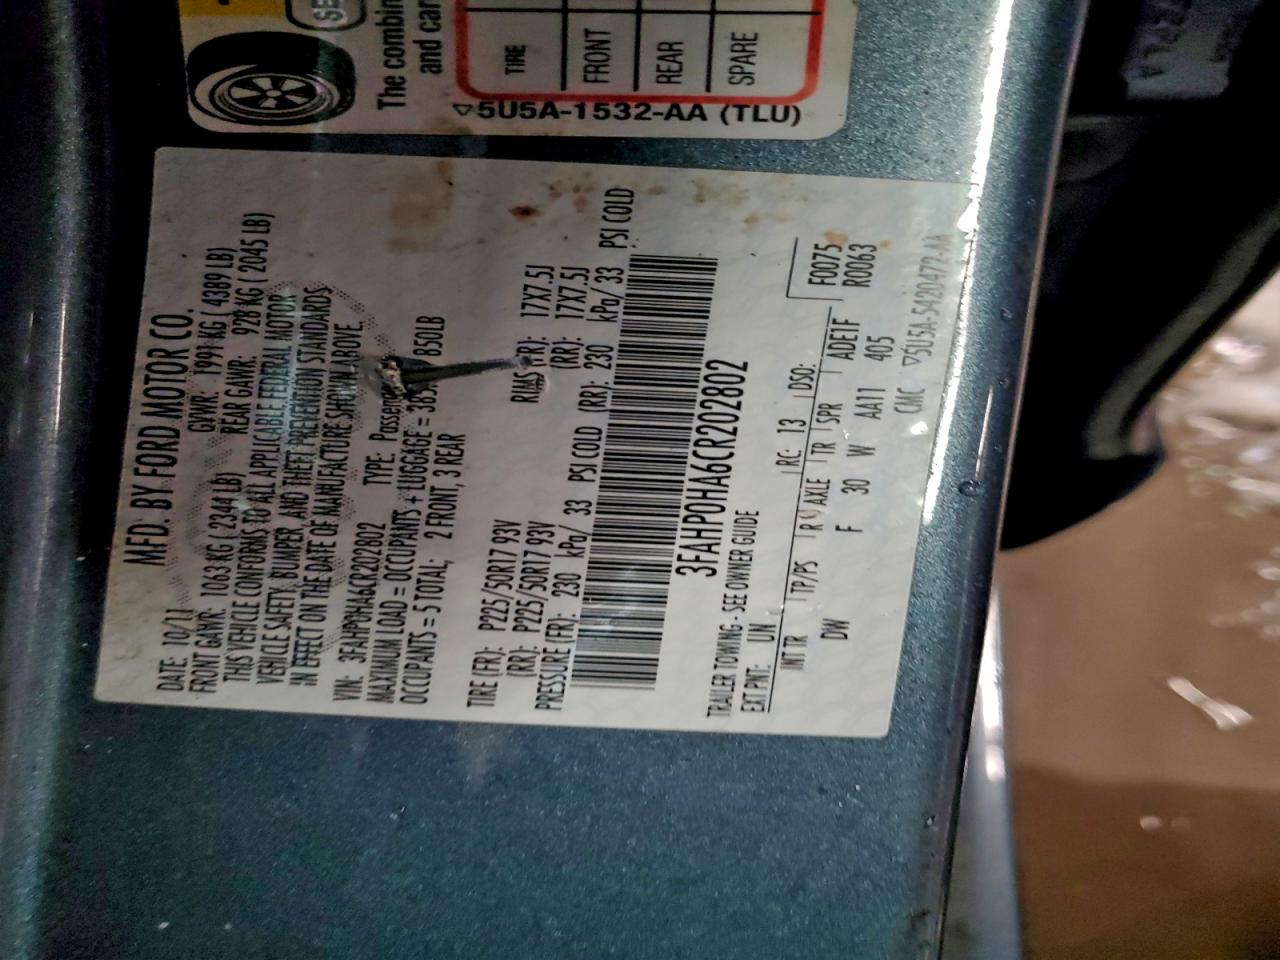 The combin
and car
TIRE
FRONT
REAR
SPARE
5U5A-1532-AA (TLU)
MFD. BY FORD MOTOR CO.
DATE: 10/11 GVWR: 1991 KG ( 4389 LB)
FRONT GAWR: 1063 KG ( 2344 LB) REAR GAWR: 928 KG ( 2045 LB)
THIS VEHICLE CONFORMS TO ALL APPLICABLE FEDERAL MOTOR
VEHICLE SAFETY, BUMPER, AND THEFT PREVENTION STANDARDS
IN EFFECT ON THE DATE OF MANUFACTURE SHOWN ABOVE.
VIN: 3FAHP0HA6CR202802 TYPE: Passen
MAXIMUM LOAD = OCCUPANTS + LUGGAGE = 385 850LB
OCCUPANTS = 5 TOTAL; 2 FRONT, 3 REAR
TIRE (FR): P225/50R17 93V RIMS (FR): 17X7.5J
(RR): P225/50R17 93V (RR): 17X7.5J
PRESSURE (FR): 230 kPa/ 33 PSI COLD (RR): 230 kPa/ 33 PSI COLD
3FAHP0HA6CR202802
TRAILER TOWING - SEE OWNER GUIDE
EXT PNT: UN RC: 13 DSO:
INT TR TP/PS R AXLE TR SPR
DW F 30 W AA11 ADE1F 405
F0075
R0063
CMC 5U5A-5420472-AA